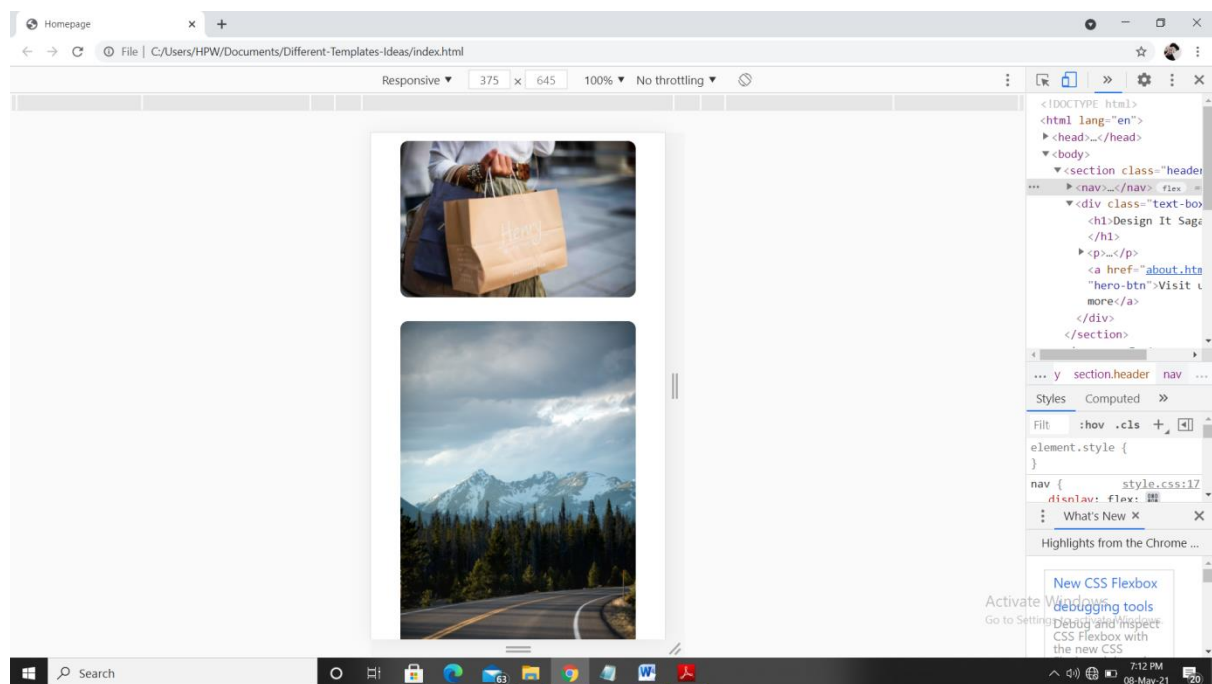 Homepage
File | C:/Users/HPW/Documents/Different-Templates-Ideas/index.html
Responsive ▼ 375 x 645 100% ▼ No throttling ▼
<!DOCTYPE html>
<html lang="en">
▶<head>…</head>
▼<body>
▼<section class="header
▶<nav>…</nav> flex
▼<div class="text-box
<h1>Design It Saga
</h1>
▶<p>…</p>
<a href="about.htm
"hero-btn">Visit u
more</a>
</div>
</section>
... y section.header nav ...
Styles Computed »
Filt :hov .cls +
element.style {
}
nav { style.css:17
display: flex;
What's New ×
Highlights from the Chrome ...
New CSS Flexbox
debugging tools
Debug and inspect
CSS Flexbox with
the new CSS
Activate Windows
Go to Settings to activate Windows.
Henry
Search
63
7:12 PM
08-May-21
20